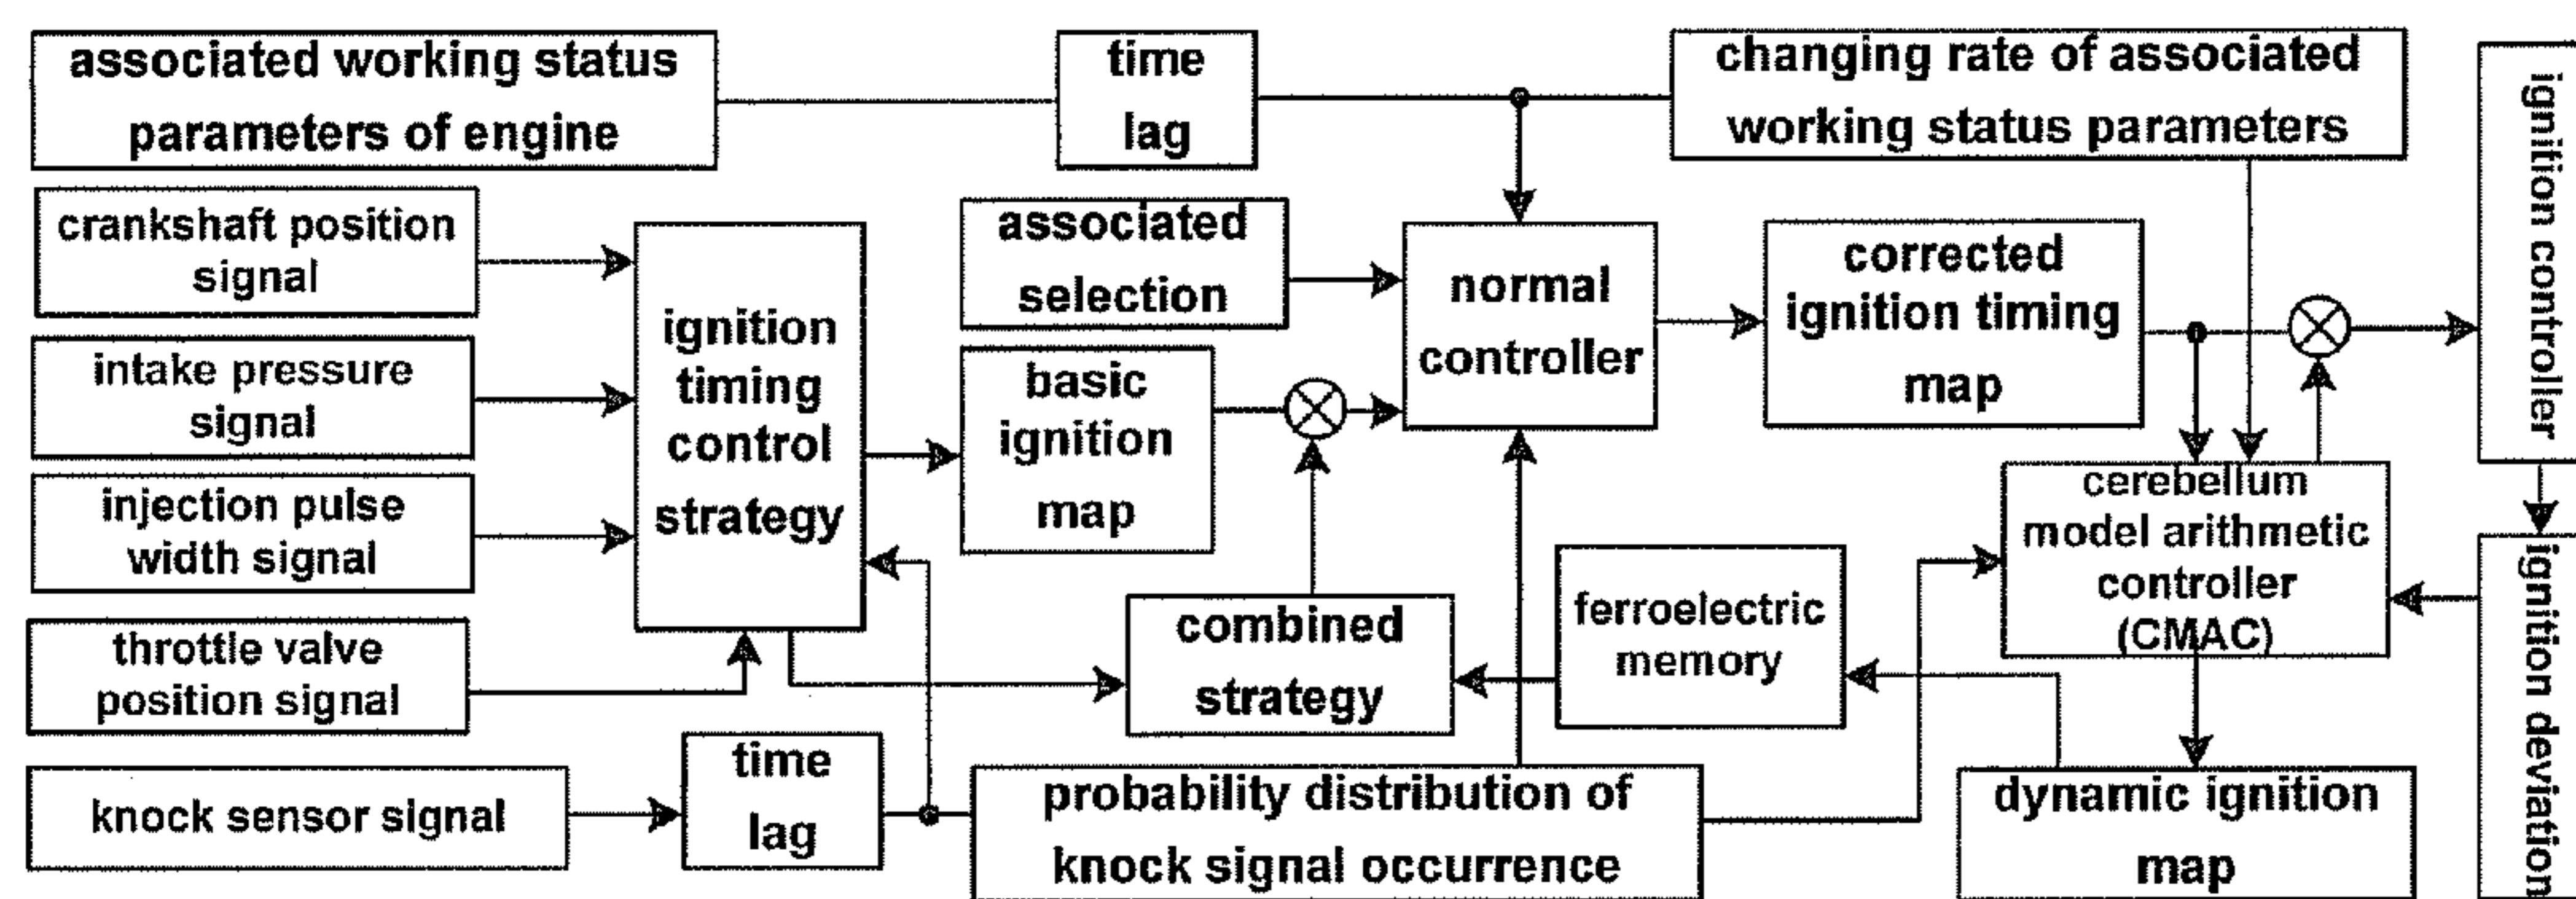 associated working status
parameters of engine
time
lag
changing rate of associated
working status parameters
ignition controller
crankshaft position
signal
associated
selection
normal
controller
corrected
ignition timing
map
intake pressure
signal
ignition
timing
control
strategy
basic
ignition
map
injection pulse
width signal
cerebellum
model arithmetic
controller
(CMAC)
ignition deviation
throttle valve
position signal
combined
strategy
ferroelectric
memory
knock sensor signal
time
lag
probability distribution of
knock signal occurrence
dynamic ignition
map